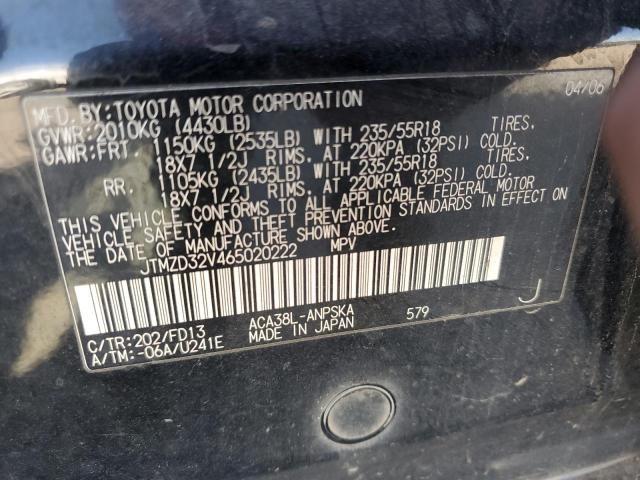 MFD.BY:TOYOTA MOTOR CORPORATION 04/06
GVWR:2010KG (4430LB)
GAWR:FRT. 1150KG (2535LB) WITH 235/55R18 TIRES.
18X7 1/2J RIMS. AT 220KPA (32PSI) COLD.
RR. 1105KG (2435LB) WITH 235/55R18 TIRES.
18X7 1/2J RIMS. AT 220KPA (32PSI) COLD.
THIS VEHICLE CONFORMS TO ALL APPLICABLE FEDERAL MOTOR
VEHICLE SAFETY AND THEFT PREVENTION STANDARDS IN EFFECT ON
THE DATE OF MANUFACTURE SHOWN ABOVE.
JTMZD32V465020222 MPV
ACA38L-ANPSKA 579 J
C/TR:202/FD13 MADE IN JAPAN
A/TM:-06A/U241E